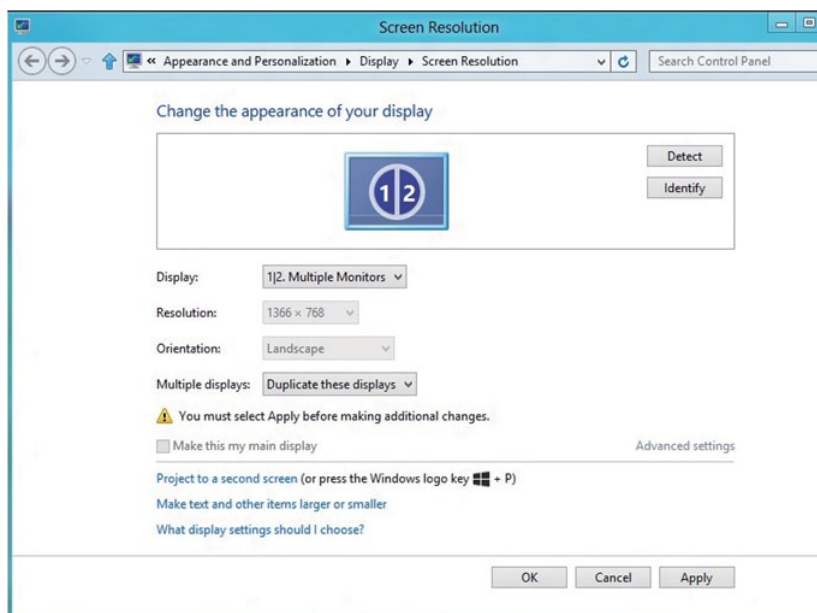 Screen Resolution
« Appearance and Personalization Display Screen Resolution Search Control Panel
Change the appearance of your display
1 2
Detect
Identify
Display: 1|2. Multiple Monitors
Resolution: 1366 × 768
Orientation: Landscape
Multiple displays: Duplicate these displays
You must select Apply before making additional changes.
Make this my main display Advanced settings
Project to a second screen (or press the Windows logo key + P)
Make text and other items larger or smaller
What display settings should I choose?
OK Cancel Apply